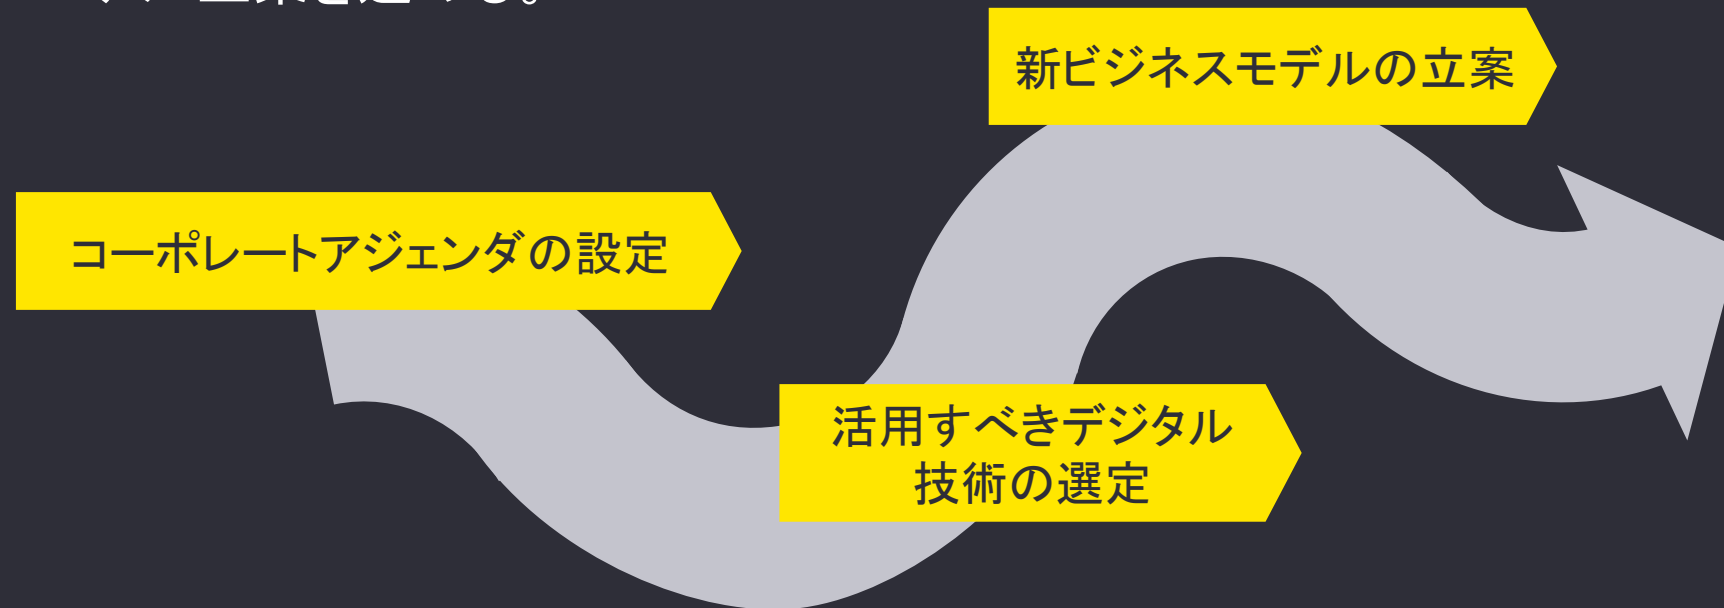 コーポレートアジェンダの設定
活用すべきデジタル
技術の選定
新ビジネスモデルの立案